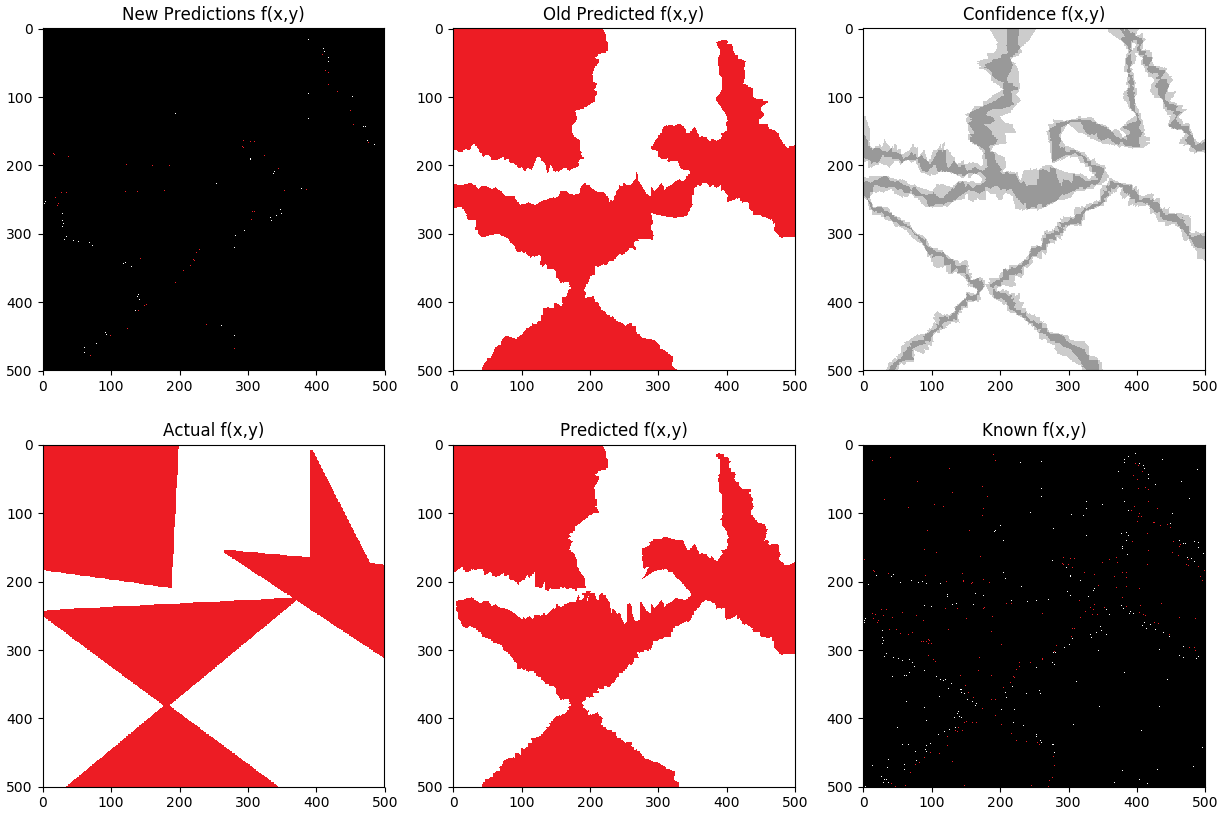 New Predictions f(x,y) Old Predicted f(x,y) Confidence f(x,y)
0 0 0
100 100 100
200 200 200
300 300 300
400 400 400
500 500 500
0 100 200 300 400 500 0 100 200 300 400 500 0 100 200 300 400 500
Actual f(x,y) Predicted f(x,y) Known f(x,y)
0 0 0
100 100 100
200 200 200
300 300 300
400 400 400
500 500 500
0 100 200 300 400 500 0 100 200 300 400 500 0 100 200 300 400 500